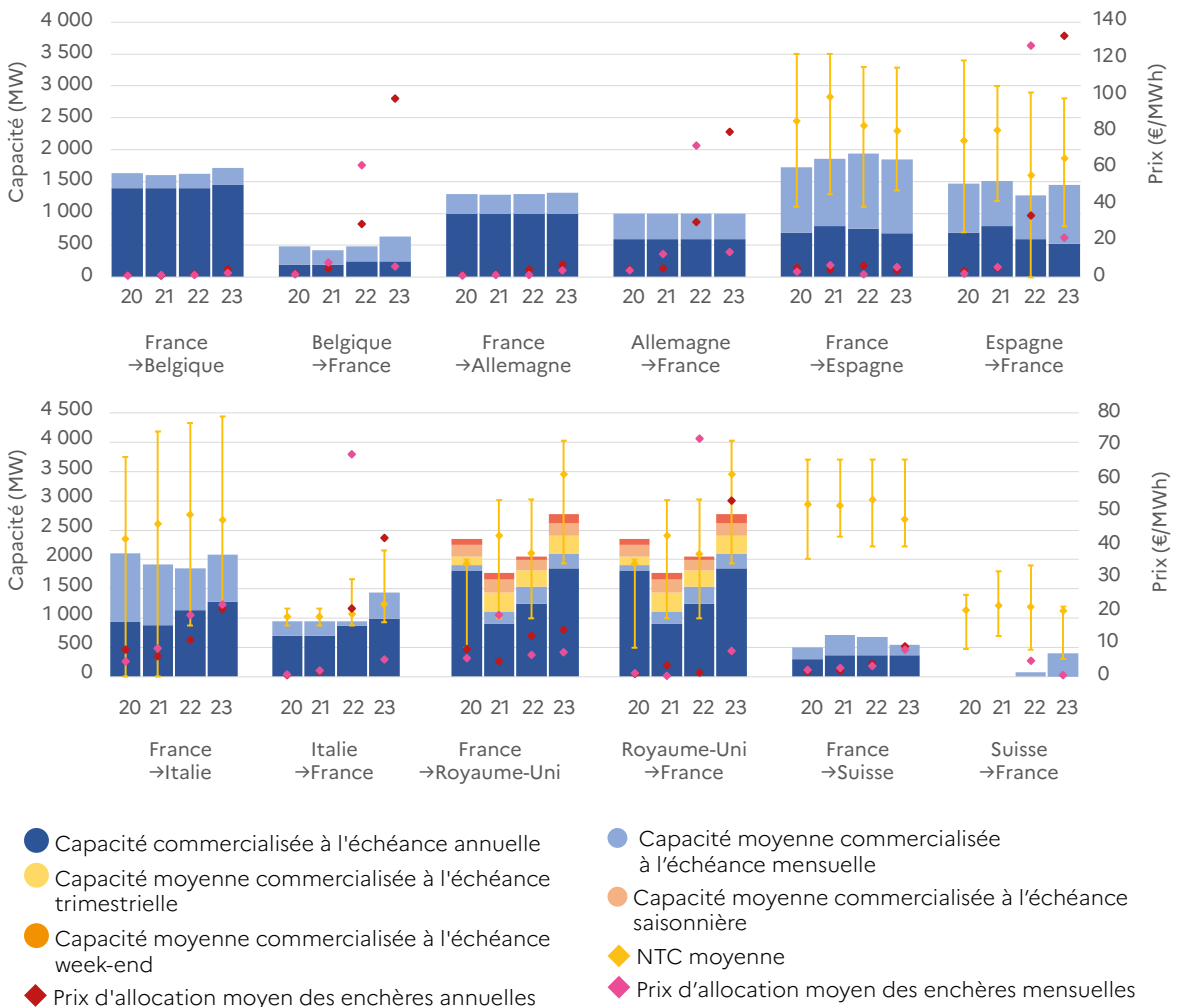 Capacité (MW)
4 000
3 500
3 000
2 500
2 000
1 500
1 000
500
0
140
120
100
80
60
40
20
0
Prix (€/MWh)
20 21 22 23
20 21 22 23
20 21 22 23
20 21 22 23
20 21 22 23
20 21 22 23
France
→Belgique
Belgique
→France
France
→Allemagne
Allemagne
→France
France
→Espagne
Espagne
→France
Capacité (MW)
4 500
4 000
3 500
3 000
2 500
2000
1 500
1 000
500
0
80
70
60
50
40
30
20
10
0
Prix (€/MWh)
20 21 22 23
20 21 22 23
20 21 22 23
20 21 22 23
20 21 22 23
20 21 22 23
France
→Italie
Italie
→France
France
→Royaume-Uni
Royaume-Uni
→France
France
→Suisse
Suisse
→France
Capacité commercialisée à l'échéance annuelle
Capacité moyenne commercialisée à l'échéance
trimestrielle
Capacité moyenne commercialisée à l'échéance
week-end
Prix d'allocation moyen des enchères annuelles
Capacité moyenne commercialisée
à l’échéance mensuelle
Capacité moyenne commercialisée à l’échéance
saisonnière
NTC moyenne
Prix d’allocation moyen des enchères mensuelles